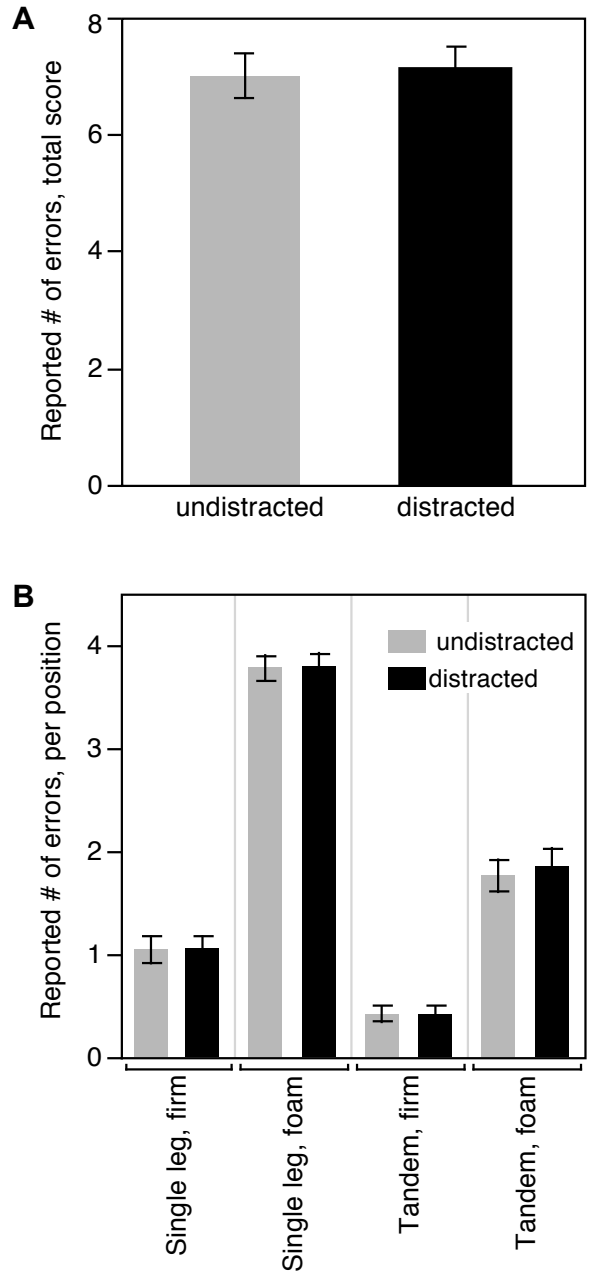 A
Reported # of errors, total score
8
6
4
2
0
undistracted
distracted
B
Reported # of errors, per position
4
3
2
1
0
undistracted
distracted
Single leg, firm
Single leg, foam
Tandem, firm
Tandem, foam